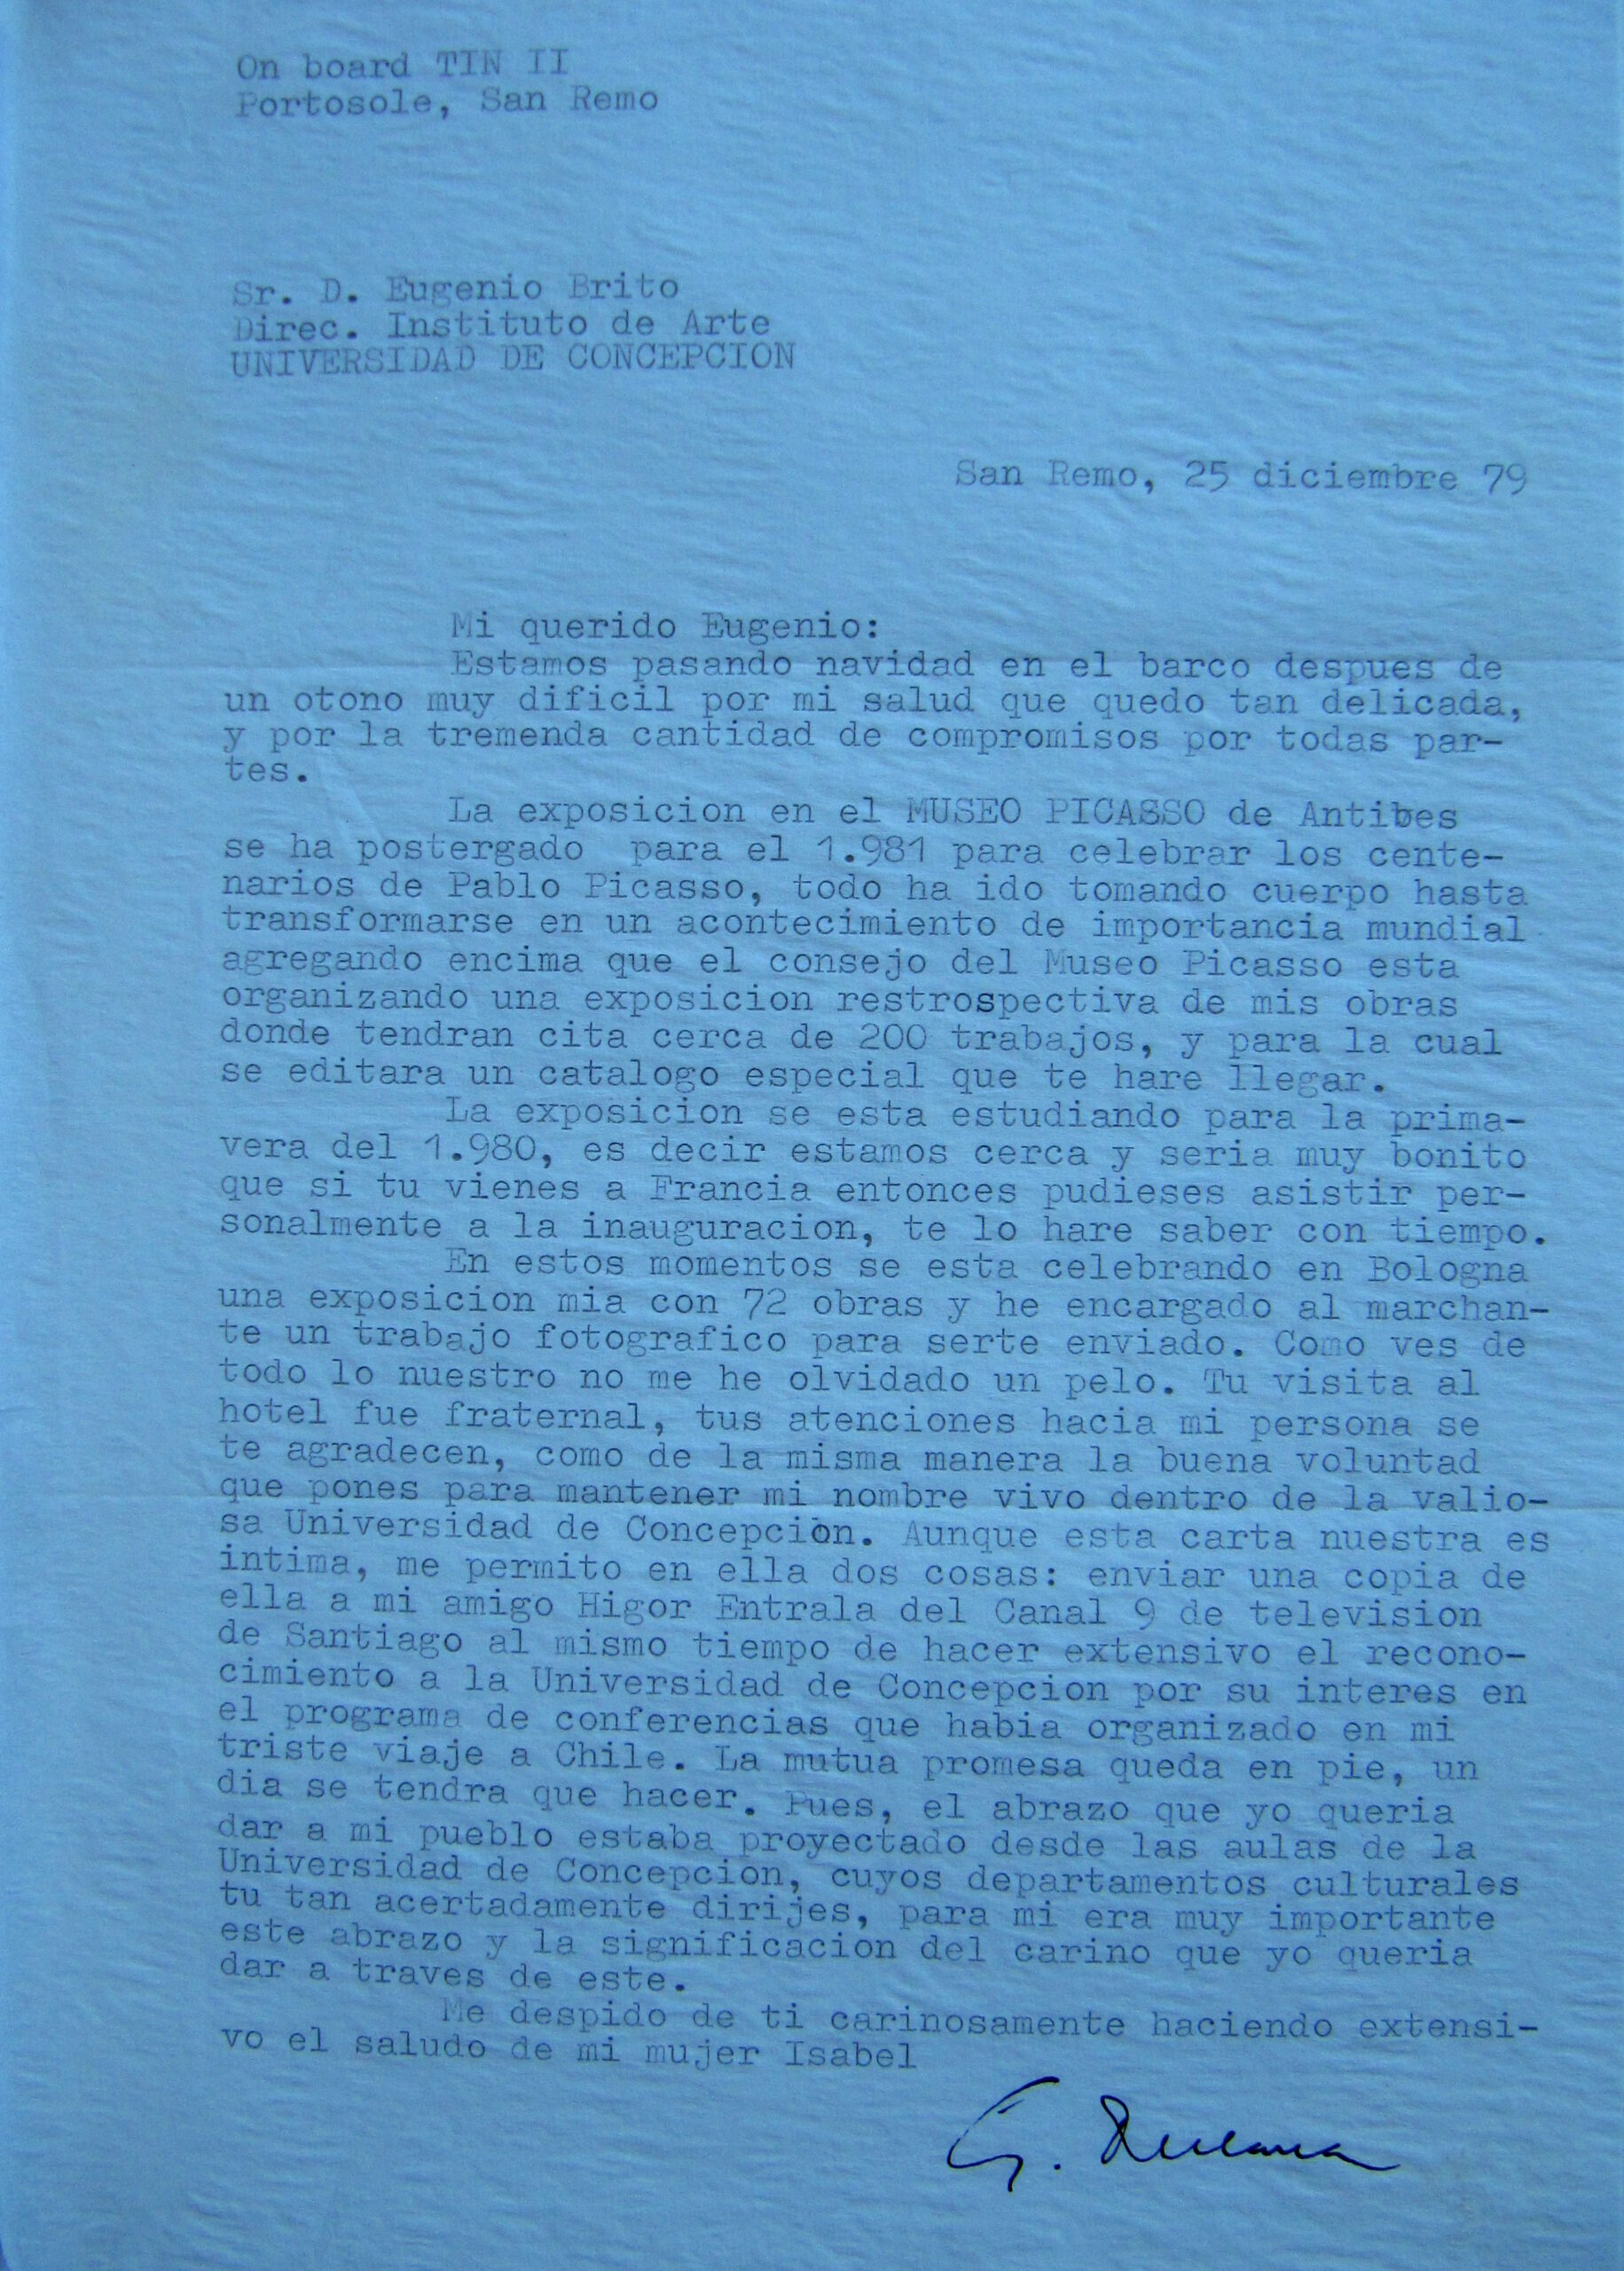 On board TIN II
Portosole, San Remo
Sr. D. Eugenio Brito
Direc. Instituto de Arte
UNIVERSIDAD DE CONCEPCION
San Remo, 25 diciembre 79
Mi querido Eugenio:
Estamos pasando navidad en el barco despues de
un otono muy dificil por mi salud que quedo tan delicada,
y por la tremenda cantidad de compromisos por todas par-
tes.
La exposicion en el MUSEO PICASSO de Antibes
se ha postergado para el 1.981 para celebrar los cente-
narios de Pablo Picasso, todo ha ido tomando cuerpo hasta
transformarse en un acontecimiento de importancia mundial
agregando encima que el consejo del Museo Picasso esta
organizando una exposicion restrospectiva de mis obras
donde tendran cita cerca de 200 trabajos, y para la cual
se editara un catalogo especial que te hare llegar.
La exposicion se esta estudiando para la prima-
vera del 1.980, es decir estamos cerca y seria muy bonito
que si tu vienes a Francia entonces pudieses asistir per-
sonalmente a la inauguracion, te lo hare saber con tiempo.
En estos momentos se esta celebrando en Bologna
una exposicion mia con 72 obras y he encargado al marchan-
te un trabajo fotografico para serte enviado. Como ves de
todo lo nuestro no me he olvidado un pelo. Tu visita al
hotel fue fraternal, tus atenciones hacia mi persona se
te agradecen, como de la misma manera la buena voluntad
que pones para mantener mi nombre vivo dentro de la valio-
sa Universidad de Concepciòn. Aunque esta carta nuestra es
intima, me permito en ella dos cosas: enviar una copia de
ella a mi amigo Higor Entrala del Canal 9 de television
de Santiago al mismo tiempo de hacer extensivo el recono-
cimiento a la Universidad de Concepcion por su interes en
el programa de conferencias que habia organizado en mi
triste viaje a Chile. La mutua promesa queda en pie, un
dia se tendra que hacer. Pues, el abrazo que yo queria
dar a mi pueblo estaba proyectado desde las aulas de la
Universidad de Concepcion, cuyos departamentos culturales
tu tan acertadamente dirijes, para mi era muy importante
este abrazo y la significacion del carino que yo queria
dar a traves de este.
Me despido de ti carinosamente haciendo extensi-
vo el saludo de mi mujer Isabel